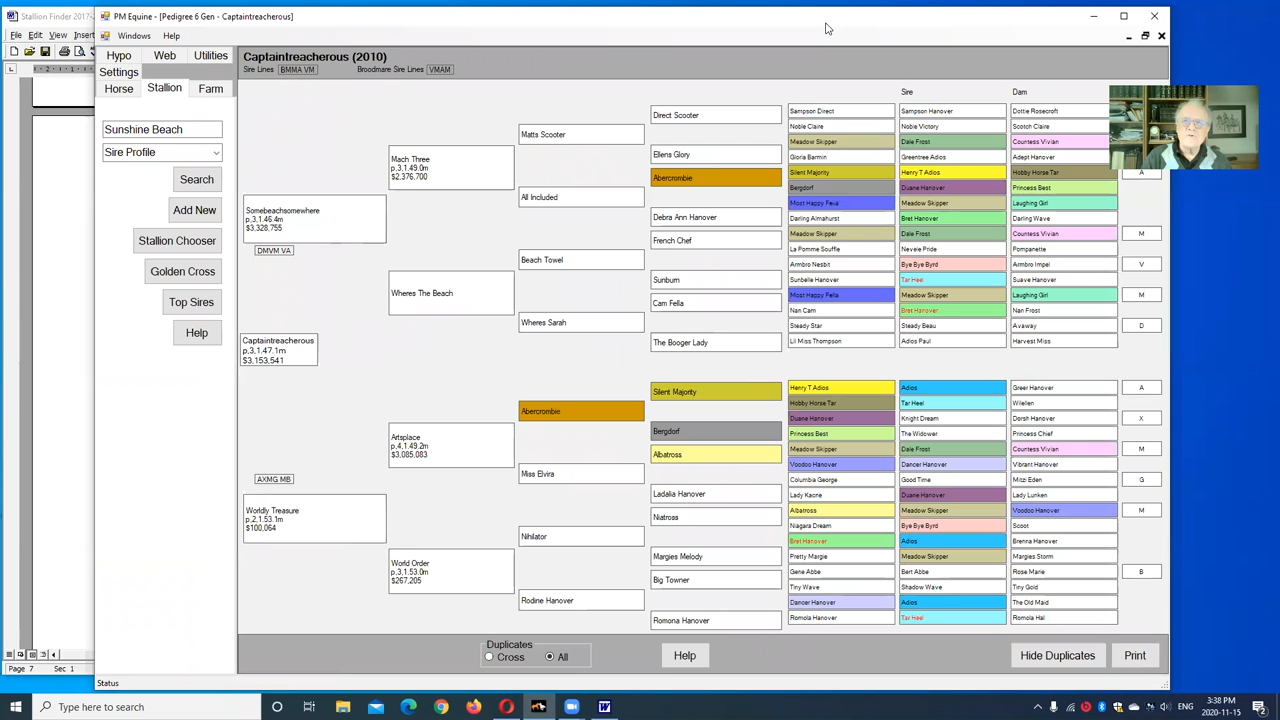 Stallion Finder
PM Equine - [Pedigree 6 Gen - Captaintreacherous]
File Edit View Insert
Windows Help
Hypo Web Utilities
Settings
Horse Stallion Farm
Sunshine Beach
Sire Profile
Search
Add New
Stallion Chooser
Golden Cross
Top Sires
Help
Captaintreacherous (2010)
Sire Lines BMMA VM Broodmare Sire Lines VMAM
Sire Dam
Captaintreacherous
p,3,1:47.1m
$3,153,541
Somebeachsomewhere
p,3,1:46.4m
$3,328,755
DMVM VA
AXMG MB
Worldly Treasure
p,2,1:53.1m
$100,064
Mach Three
p,3,1:49.0m
$2,376,700
Wheres The Beach
Artsplace
p,4,1:49.2m
$3,085,083
World Order
p,3,1:53.0m
$267,205
Matts Scooter
All Included
Beach Towel
Wheres Sarah
Abercrombie
Miss Elvira
Nihilator
Rodine Hanover
Direct Scooter
Ellens Glory
Abercrombie
Debra Ann Hanover
French Chef
Sunburn
Cam Fella
The Booger Lady
Silent Majority
Bergdorf
Albatross
Ladalia Hanover
Niatross
Margies Melody
Big Towner
Romona Hanover
Sampson Direct Sampson Hanover Dottie Rosecroft
Noble Claire Noble Victory Scotch Claire
Meadow Skipper Dale Frost Countess Vivian
Gloria Barmin Greentree Adios Adept Hanover
Silent Majority Henry T Adios Hobby Horse Tar A
Bergdorf Duane Hanover Princess Best
Most Happy Fella Meadow Skipper Laughing Girl
Darling Almahurst Bret Hanover Darling Wave
Meadow Skipper Dale Frost Countess Vivian M
La Pomme Souffle Nevele Pride Pompanette
Armbro Nesbit Bye Bye Byrd Armbro Impel V
Sunbelle Hanover Tar Heel Suave Hanover
Most Happy Fella Meadow Skipper Laughing Girl M
Nan Cam Bret Hanover Nan Frost
Steady Star Steady Beau Avaway D
Lil Miss Thompson Adios Paul Harvest Miss
Henry T Adios Adios Greer Hanover A
Hobby Horse Tar Tar Heel Wilellen
Duane Hanover Knight Dream Dorsh Hanover X
Princess Best The Widower Princess Chief
Meadow Skipper Dale Frost Countess Vivian M
Voodoo Hanover Dancer Hanover Vibrant Hanover
Columbia George Good Time Mitzi Eden G
Lady Kacne Duane Hanover Lady Lunken
Albatross Meadow Skipper Voodoo Hanover M
Niagara Dream Bye Bye Byrd Scoot
Bret Hanover Adios Brenna Hanover
Pretty Margie Meadow Skipper Margies Storm
Gene Abbe Bert Abbe Rose Marie B
Tiny Wave Shadow Wave Tiny Gold
Dancer Hanover Adios The Old Maid
Romola Hanover Tar Heel Romola Hal
Duplicates
Cross All
Help
Hide Duplicates
Print
Page 7 Sec 1
Status
Type here to search
ENG
3:38 PM
2020-11-15